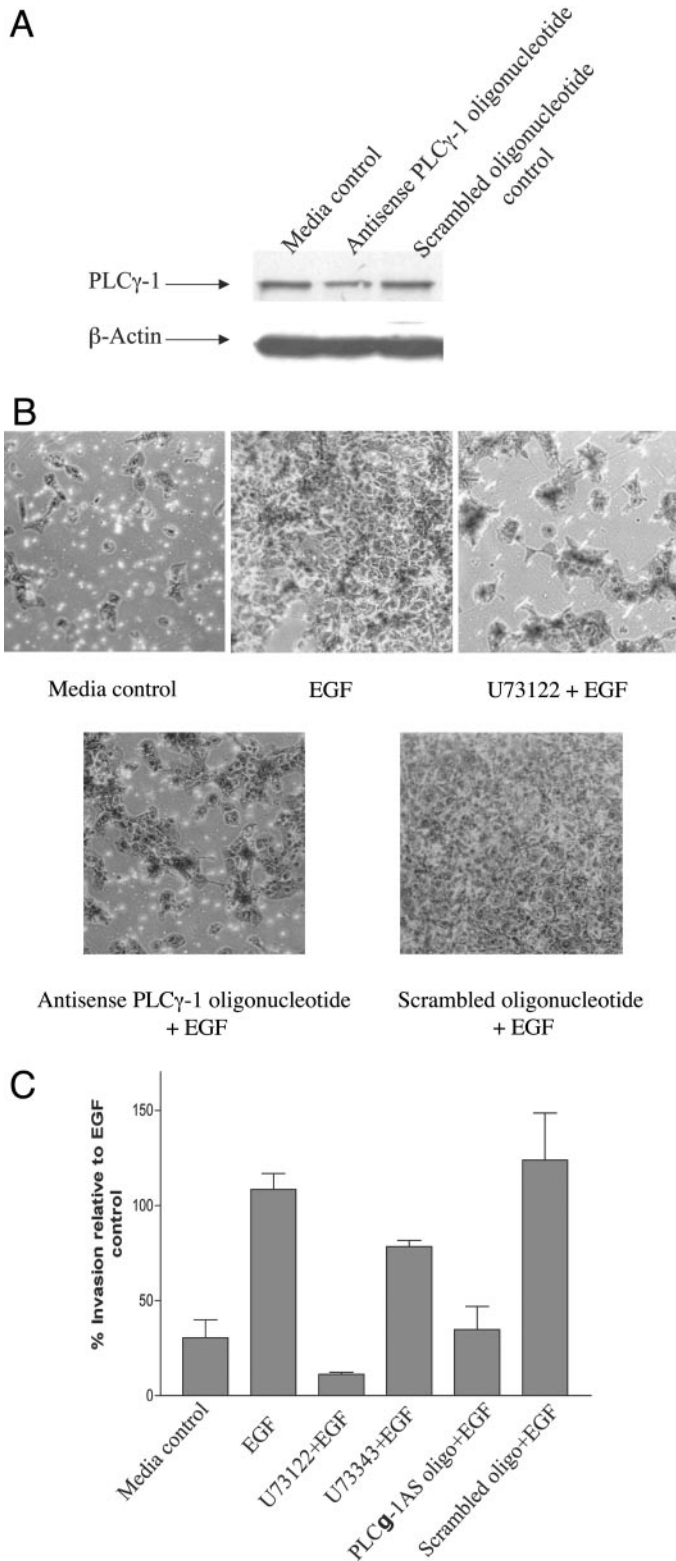 A
Media control
Antisense PLCγ-1 oligonucleotide
Scrambled oligonucleotide
control
PLCγ-1
β-Actin
B
Media control
EGF
U73122 + EGF
Antisense PLCγ-1 oligonucleotide
+ EGF
Scrambled oligonucleotide
+ EGF
C
% Invasion relative to EGF
control
150
100
50
0
Media control
EGF
U73122+EGF
U73343+EGF
PLCg-1AS oligo+EGF
Scrambled oligo+EGF